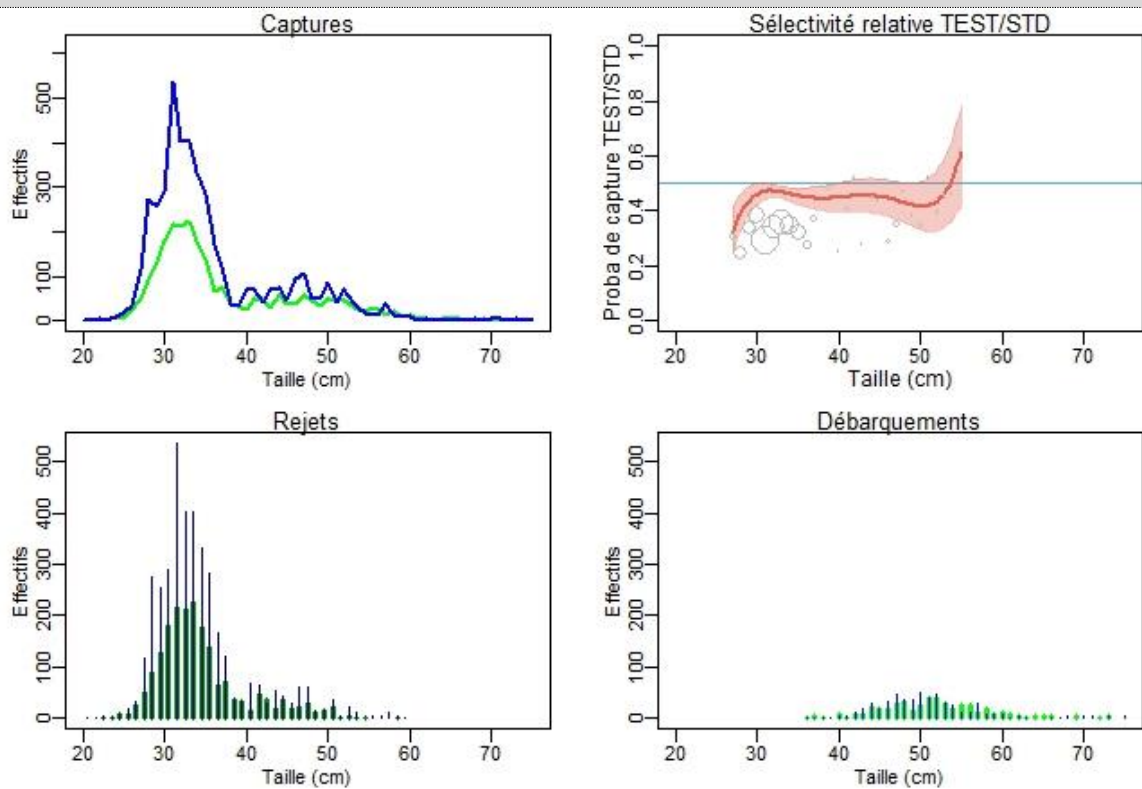 Captures
Effectifs
0 100 300 500
20 30 40 50 60 70
Taille (cm)
Sélectivité relative TEST/STD
Proba de capture TEST/STD
0.0 0.2 0.4 0.6 0.8 1.0
20 30 40 50 60 70
Taille (cm)
Rejets
Effectifs
0 100 200 300 400 500
20 30 40 50 60 70
Taille (cm)
Débarquements
Effectifs
0 100 200 300 400 500
20 30 40 50 60 70
Taille (cm)